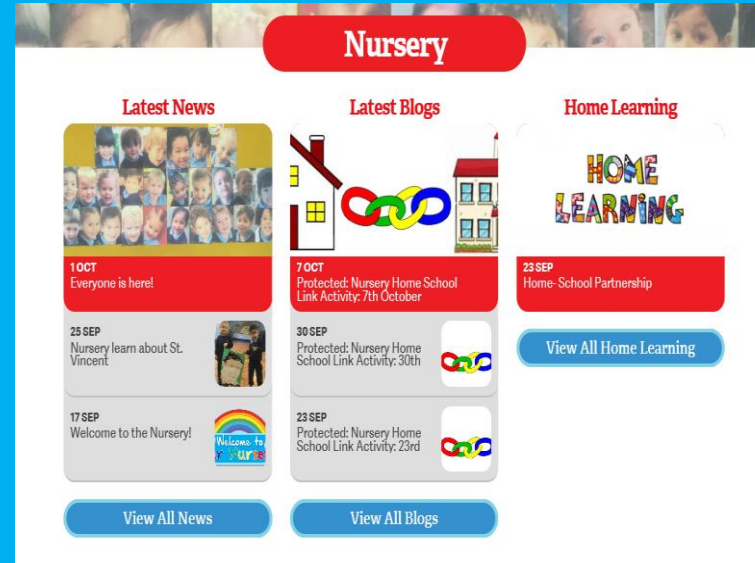 Nursery
Latest News
1 OCT
Everyone is here!
25 SEP
Nursery learn about St.
Vincent
17 SEP
Welcome to the Nursery!
Welcome to
View All News
Latest Blogs
7 OCT
Protected: Nursery Home School
Link Activity: 7th October
30 SEP
Protected: Nursery Home
School Link Activity: 30th
23 SEP
Protected: Nursery Home
School Link Activity: 23rd
View All Blogs
Home Learning
HOME
LEARNING
23 SEP
Home- School Partnership
View All Home Learning